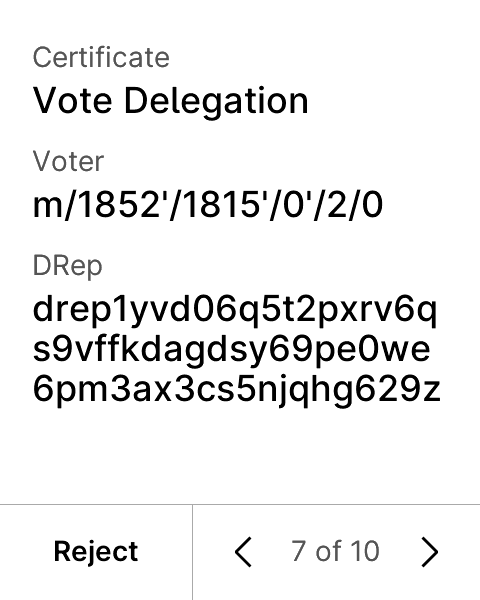 Certificate
Vote Delegation
Voter
m/1852'/1815'/0'/2/0
DRep
drep1yvd06q5t2pxrv6q
s9vffkdagdsy69pe0we
6pm3ax3cs5njqhg629z
Reject
7 of 10